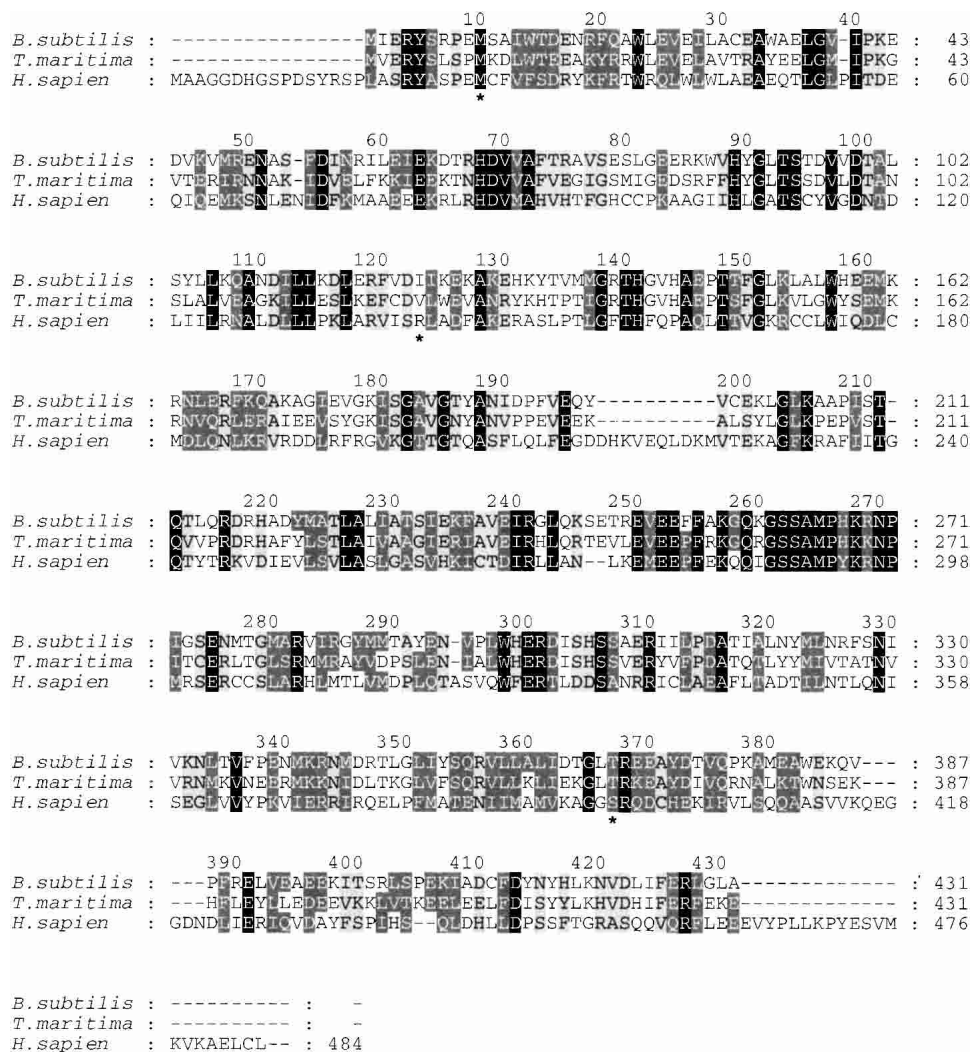 10 20 30 40
B.subtilis : ----------------MIERYSRPEMSAIWTDENRFQAWLEVEILACEAWAELGV-IPKE : 43
T.maritima : ----------------MVERYSLSPMKDLWTEEAKYRRWLEVELAVTRAYEELGM-IPKG : 43
H.sapien : MAAGGDHGSPDSYRSPLASRYASPEMCFVFSDRYKFRTWRQLWLWLAEAEQTLGLPITDE : 60
*
50 60 70 80 90 100
B.subtilis : DVKVMRENAS-FDINRILEIEKDTRHDVVAFTRAVSESLGEERKWVHYGLTSTDVVDTAL : 102
T.maritima : VTERIRNNAK-IDVELFKKIEEKTNHDVVAFVEGIGSMIGEDSRFFHYGLTSSDVLDTAN : 102
H.sapien : QIQEMKSNLENIDFKMAAEEEKRLRHDVMAHVHTFGHCCPKAAGIIHLGATSCYVGDNTD : 120
110 120 130 140 150 160
B.subtilis : SYLLKQANDILLKDLERFVDIIKEKAKEHKYTVMMGRTHGVHAEPTTFGLKLALWHEEMK : 162
T.maritima : SLALVEAGKILLESLKEFCDVLWEVANRYKHTPTIGRTHGVHAEPTSFGLKVLGWYSEMK : 162
H.sapien : LIILRNALDLLLPKLARVISRLADFAKERASLPTLGFTHFQPAQLTTVGKRCCLWIQDLC : 180
*
170 180 190 200 210
B.subtilis : RNLERFKQAKAGIEVGKISGAVGTYANIDPFVEQY---------VCEKLGLKAAPIST- : 211
T.maritima : RNVQRLERAIEEVSYGKISGAVGNYANVPPEVEEK---------ALSYLGLKPEPVST- : 211
H.sapien : MDLQNLKRVRDDLRFRGVKGTTGTQASFLQLFEGDDHKVEQLDKMVTEKAGFKRAFIITG : 240
220 230 240 250 260 270
B.subtilis : QTLQRDRHADYMATLALIATSIEKFAVEIRGLQKSETREVEEFFAKGQKGSSAMPHKRNP : 271
T.maritima : QVVPRDRHAFYLSTLAIVAAGIERIAVEIRHLQRTEVLEVEEPFRKGQRGSSAMPHKKNP : 271
H.sapien : QTYTRKVDIEVLSVLASLGASVHKICTDIRLLAN--LKEMEEPFEKQQIGSSAMPYKRNP : 298
280 290 300 310 320 330
B.subtilis : IGSENMTGMARVIRGYMMTAYEN-VPLWHERDISHSSAERIILPDATIALNYMLNRFSNI : 330
T.maritima : ITCERLTGLSRMMRAYVDPSLEN-IALWHERDISHSSVERYVFPDATQTLYYMIVTATNV : 330
H.sapien : MRSERCCSLARHLMTLVMDPLQTASVQWFERTLDDSANRRICLAEAFLTADTILNTLQNI : 358
340 350 360 370 380
B.subtilis : VKNLTVFPENMKRNMDRTLGLIYSQRVLLALIDTGLTREEAYDTVQPKAMEAWEKQV--- : 387
T.maritima : VRNMKVNEERMKKNIDLTKGLVFSQRVLLKLIEKGLTRKEAYDIVQRNALKTWNSEK--- : 387
H.sapien : SEGLVVYPKVIERRIRQELPFMATENIIMAMVKAGGSRQDCHEKIRVLSQQAASVVKQEG : 418
*
390 400 410 420 430
B.subtilis : ---PFRELVEAEEKITSRLSPEKIADCFDYNYHLKNVDLIFERLGLA------------- : 431
T.maritima : ---HFLEYLLEDEEVKKLVTKEELEELFDISYYLKHVDHIFERFEKE------------- : 431
H.sapien : GDNDLIERIQVDAYFSPIHS--QLDHLLDPSSFTGRASQQVQRFLEEEVYPLLKPYESVM : 476
B.subtilis : ---------- : -
T.maritima : ---------- : -
H.sapien : KVKAELCL-- : 484